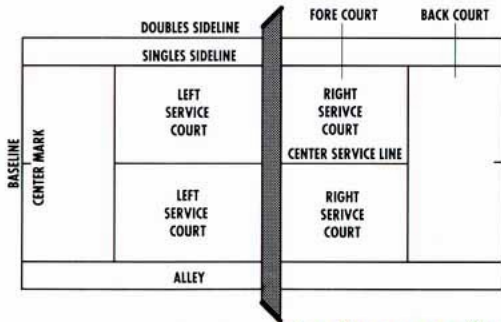 FORE COURT
BACK COURT
DOUBLES SIDELINE
SINGLES SIDELINE
LEFT
SERVICE
COURT
RIGHT
SERIVCE
COURT
CENTER SERVICE LINE
BASELINE
CENTER MARK
LEFT
SERVICE
COURT
RIGHT
SERIVCE
COURT
ALLEY